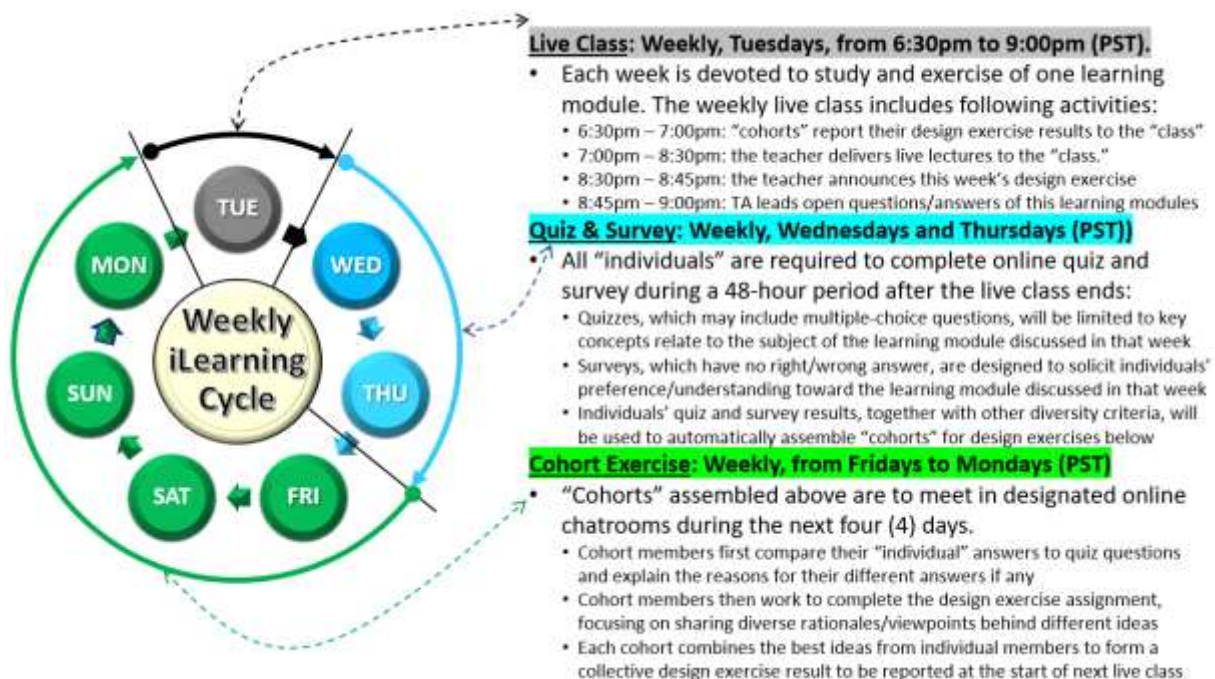 TUE
WED
THU
FRI
SAT
SUN
MON
Weekly
iLearning
Cycle
Live Class: Weekly, Tuesdays, from 6:30pm to 9:00pm (PST).
• Each week is devoted to study and exercise of one learning
module. The weekly live class includes following activities:
• 6:30pm – 7:00pm: “cohorts” report their design exercise results to the “class”
• 7:00pm – 8:30pm: the teacher delivers live lectures to the “class.”
• 8:30pm – 8:45pm: the teacher announces this week’s design exercise
• 8:45pm – 9:00pm: TA leads open questions/answers of this learning modules
Quiz & Survey: Weekly, Wednesdays and Thursdays (PST))
• All “individuals” are required to complete online quiz and
survey during a 48-hour period after the live class ends:
• Quizzes, which may include multiple-choice questions, will be limited to key
concepts relate to the subject of the learning module discussed in that week
• Surveys, which have no right/wrong answer, are designed to solicit individuals’
preference/understanding toward the learning module discussed in that week
• Individuals’ quiz and survey results, together with other diversity criteria, will
be used to automatically assemble “cohorts” for design exercises below
Cohort Exercise: Weekly, from Fridays to Mondays (PST)
• “Cohorts” assembled above are to meet in designated online
chatrooms during the next four (4) days.
• Cohort members first compare their “individual” answers to quiz questions
and explain the reasons for their different answers if any
• Cohort members then work to complete the design exercise assignment,
focusing on sharing diverse rationales/viewpoints behind different ideas
• Each cohort combines the best ideas from individual members to form a
collective design exercise result to be reported at the start of next live class